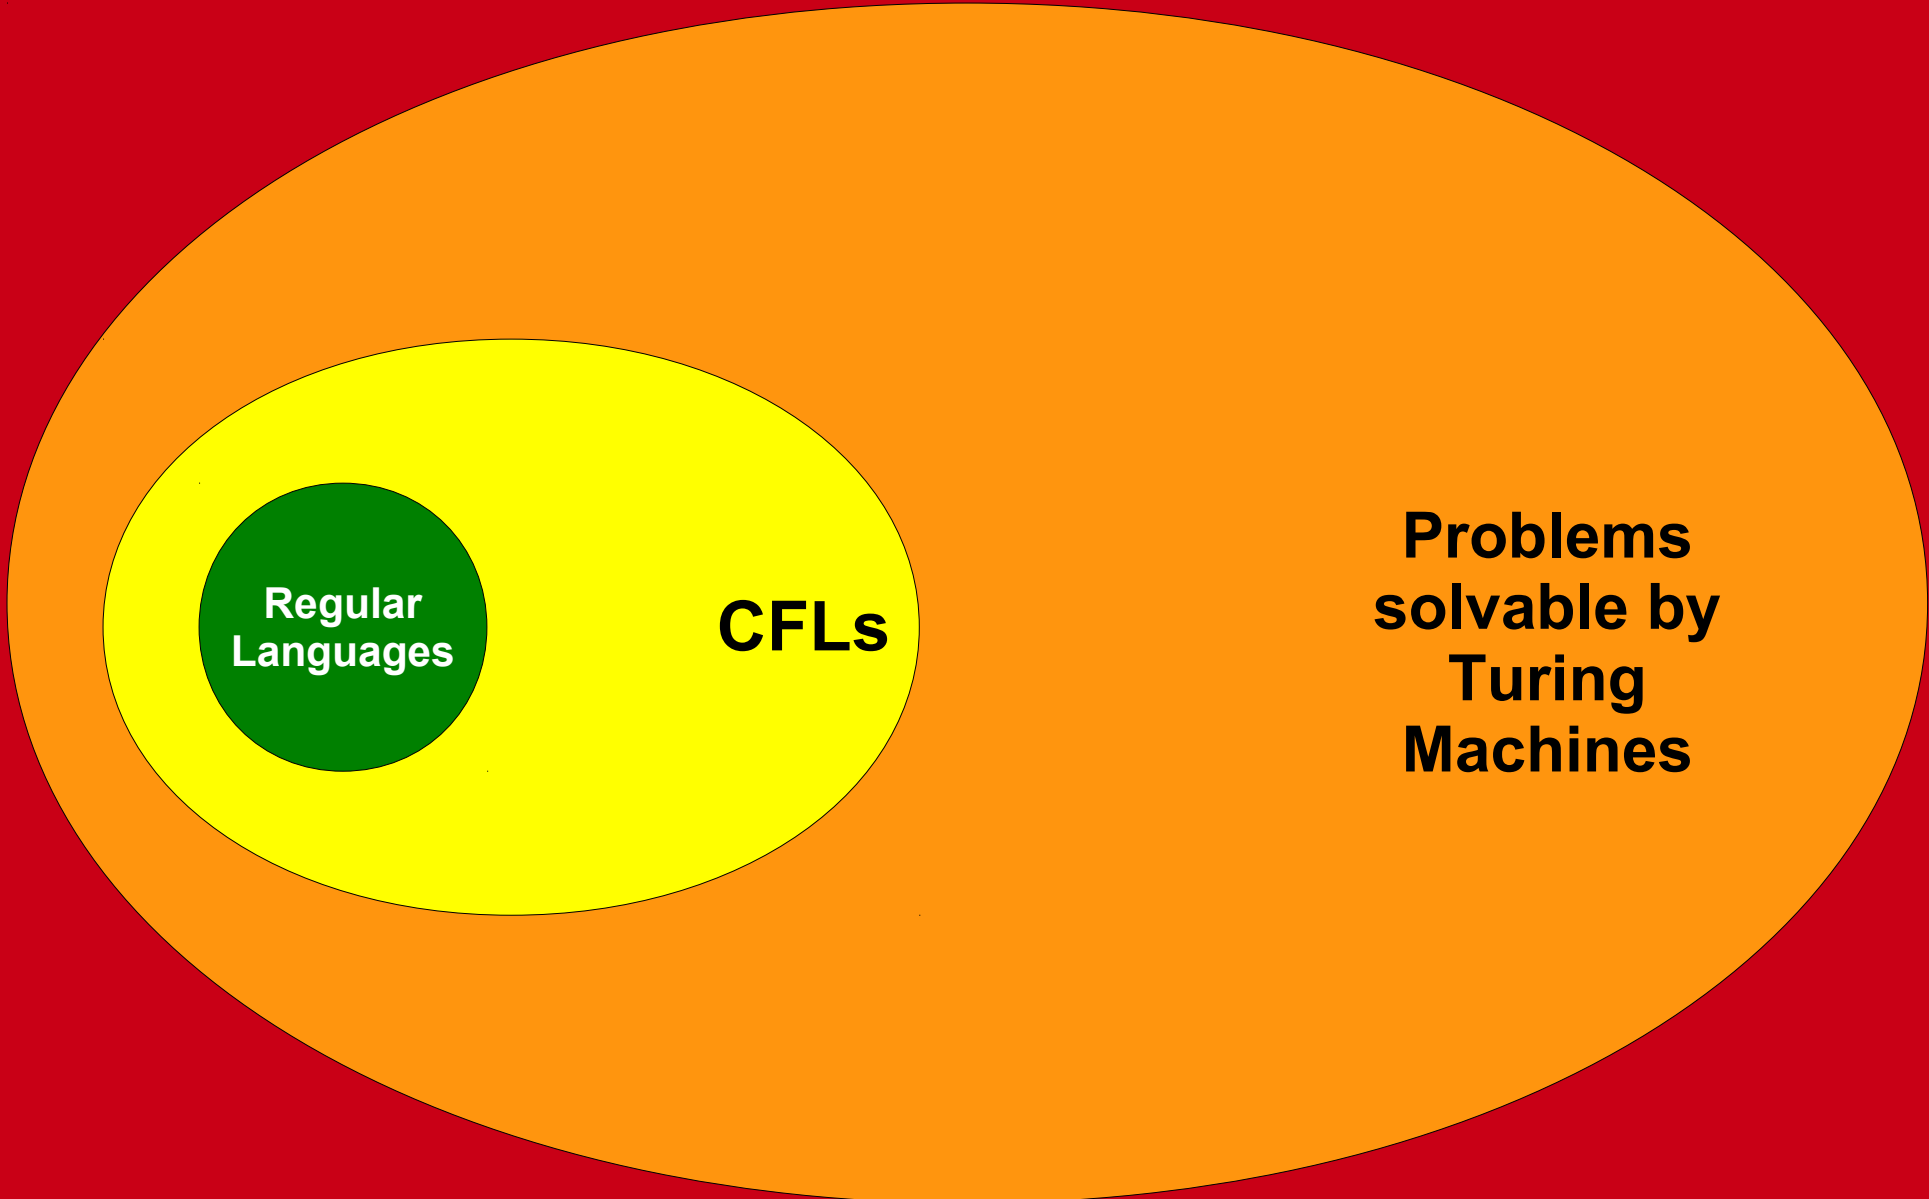 Regular
Languages
CFLs
Problems
solvable by
Turing
Machines